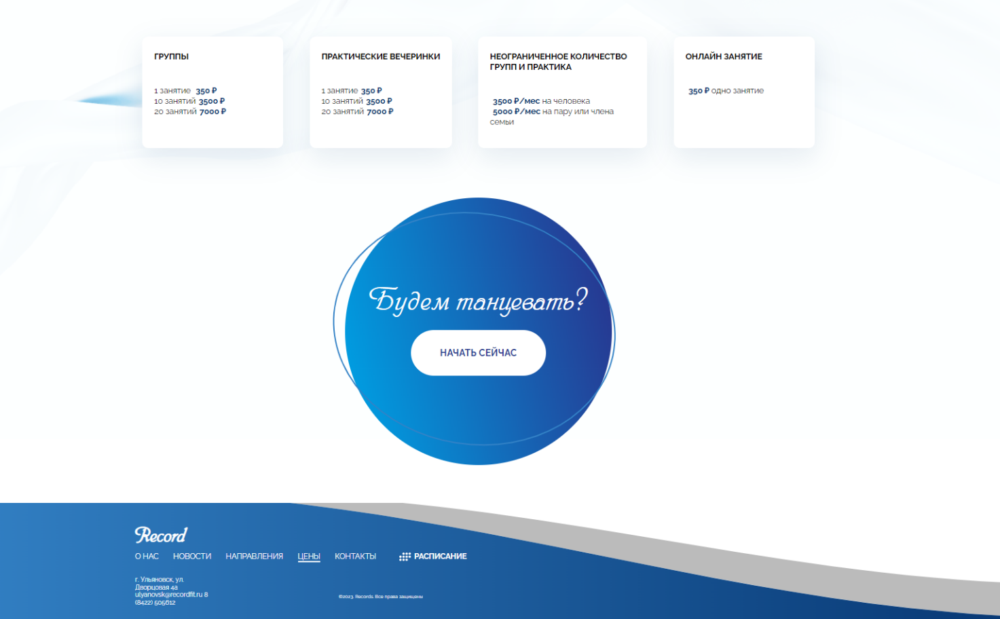 ГРУППЫ
1 занятие 350 ₽
10 занятий 3500 ₽
20 занятий 7000 ₽
ПРАКТИЧЕСКИЕ ВЕЧЕРИНКИ
1 занятие 350 ₽
10 занятий 3500 ₽
20 занятий 7000 ₽
НЕОГРАНИЧЕННОЕ КОЛИЧЕСТВО
ГРУПП И ПРАКТИКА
3500 ₽/мес на человека
5000 ₽/мес на пару или члена
семьи
ОНЛАЙН ЗАНЯТИЕ
350 ₽ одно занятие
Будем танцевать?
НАЧАТЬ СЕЙЧАС
Record
О НАС НОВОСТИ НАПРАВЛЕНИЯ ЦЕНЫ КОНТАКТЫ РАСПИСАНИЕ
г. Ульяновск, ул.
Дворцовая 4а
ulyanovsk@recordfit.ru 8
(8422) 505612
©2023. Records. Все права защищены